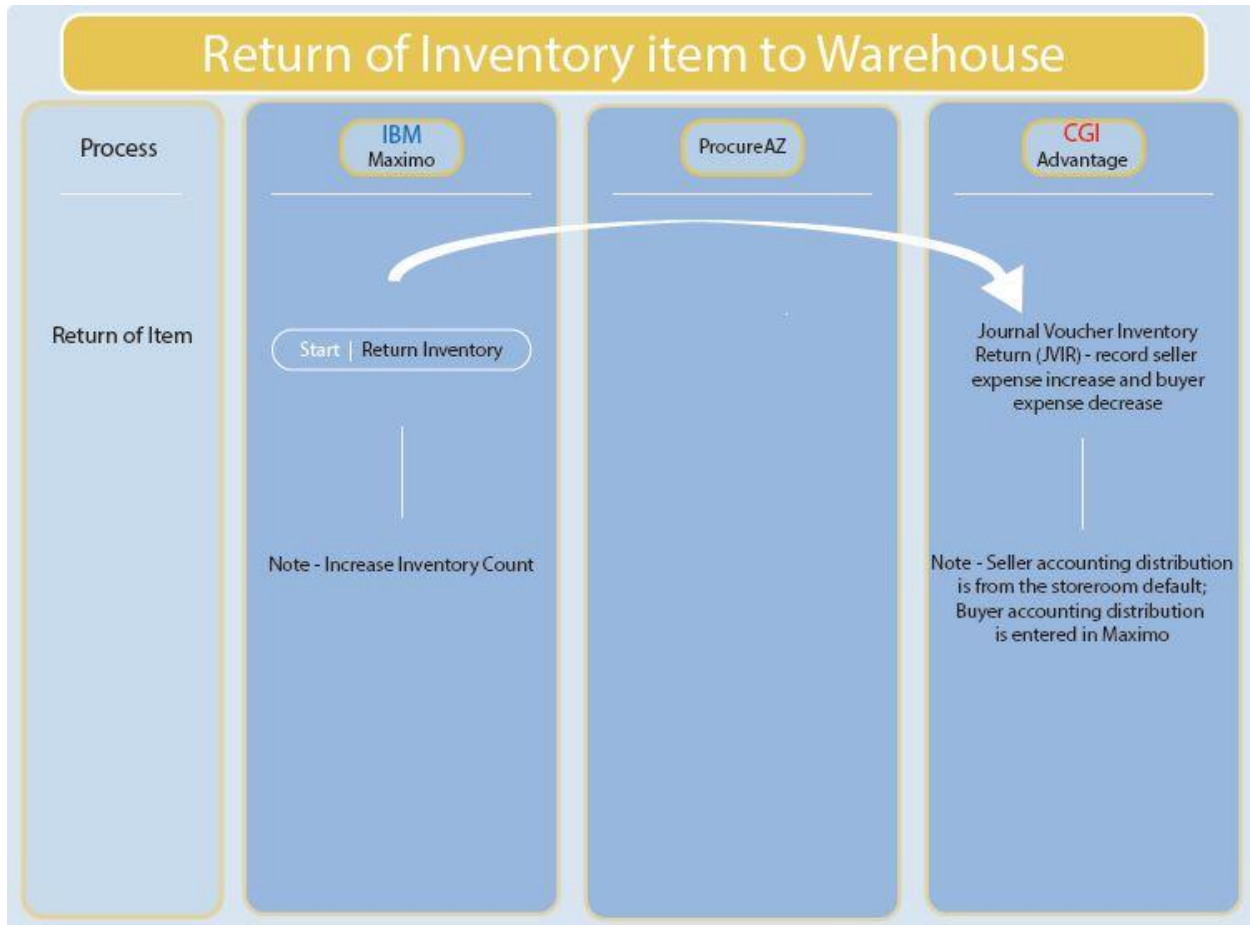 Return of Inventory item to Warehouse
Process
IBM
Maximo
ProcureAZ
CGI
Advantage
Return of Item
Start | Return Inventory
Note - Increase Inventory Count
Journal Voucher Inventory
Return (JVIR) - record seller
expense increase and buyer
expense decrease
Note - Seller accounting distribution
is from the storeroom default;
Buyer accounting distribution
is entered in Maximo